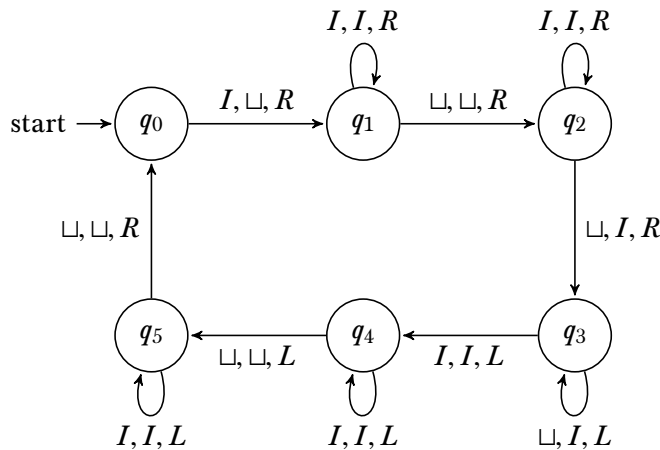 I, I, R I, I, R
start q₀ I, ⊔, R q₁ ⊔, ⊔, R q₂
⊔, ⊔, R ⊔, I, R
q₅ ⊔, ⊔, L q₄ I, I, L q₃
I, I, L I, I, L ⊔, I, L